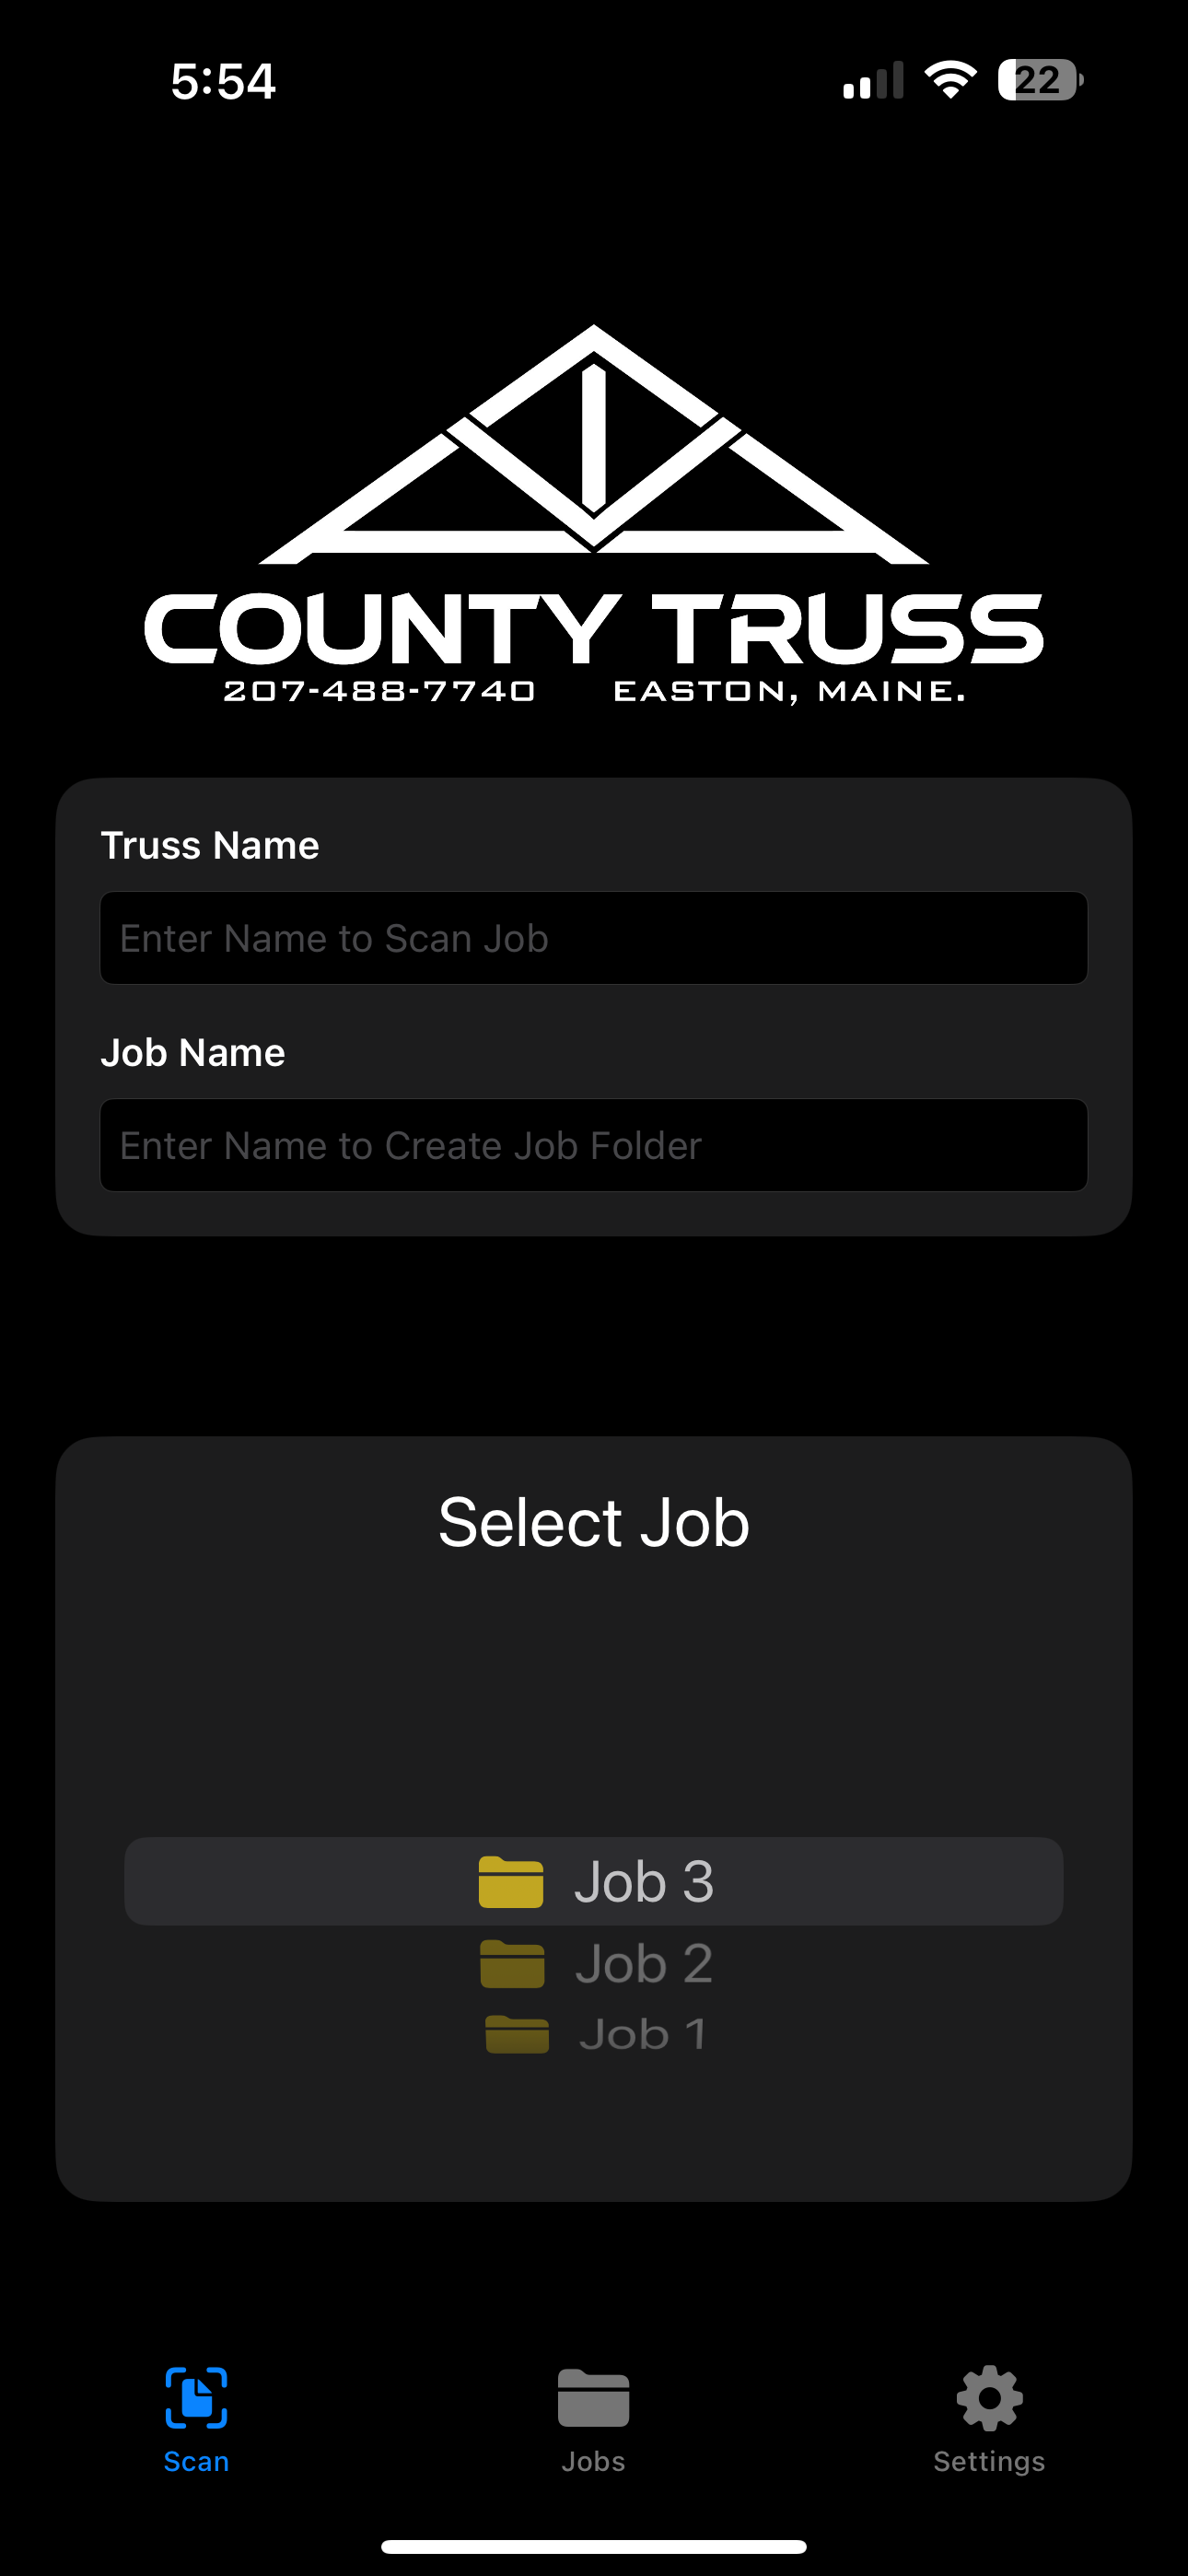 5:54
22
COUNTY TRUSS
207-488-7740 EASTON, MAINE.
Truss Name
Enter Name to Scan Job
Job Name
Enter Name to Create Job Folder
Select Job
Job 3
Job 2
Job 1
Scan Jobs Settings